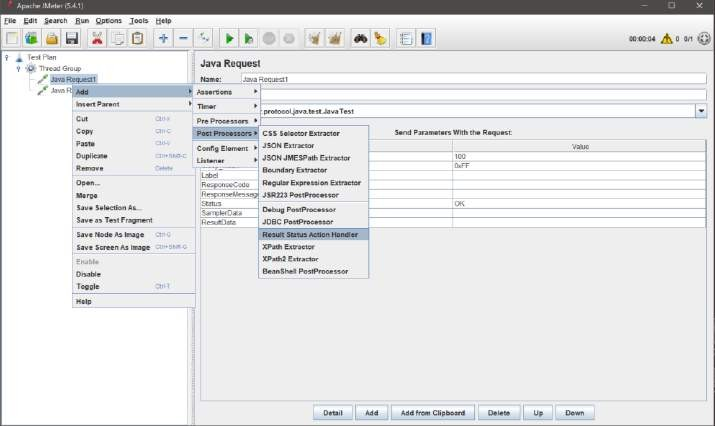 Apache JMeter (5.4.1)
File Edit Search Run Options Tools Help
00:00:04 0 0/1
Test Plan
Thread Group
Java Request1
Java R
Java Request
Name: Java Request1
protocol.java.test.JavaTest
Send Parameters With the Request:
Value
100
0xFF
Label
ResponseCode
ResponseMessage
Status OK
SamplerData
ResultData
Add
Insert Parent
Cut Ctrl-X
Copy Ctrl-C
Paste Ctrl-V
Duplicate
Remove Delete
Open...
Merge
Save Selection As...
Save as Test Fragment
Save Node As Image Ctrl-G
Save Screen As Image
Enable
Disable
Toggle Ctrl-T
Help
Assertions
Timer
Pre Processors
Post Processors
Config Element
Listener
CSS Selector Extractor
JSON Extractor
JSON JMESPath Extractor
Boundary Extractor
Regular Expression Extractor
JSR223 PostProcessor
Debug PostProcessor
JDBC PostProcessor
Result Status Action Handler
XPath Extractor
XPath2 Extractor
BeanShell PostProcessor
Detail Add Add from Clipboard Delete Up Down